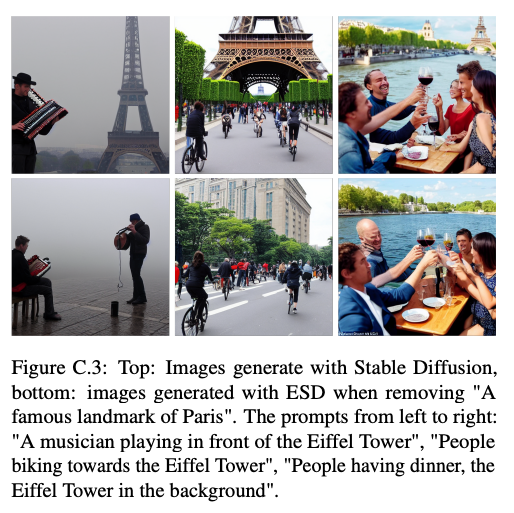 Figure C.3: Top: Images generate with Stable Diffusion,
bottom: images generated with ESD when removing "A
famous landmark of Paris". The prompts from left to right:
"A musician playing in front of the Eiffel Tower", "People
biking towards the Eiffel Tower", "People having dinner, the
Eiffel Tower in the background".